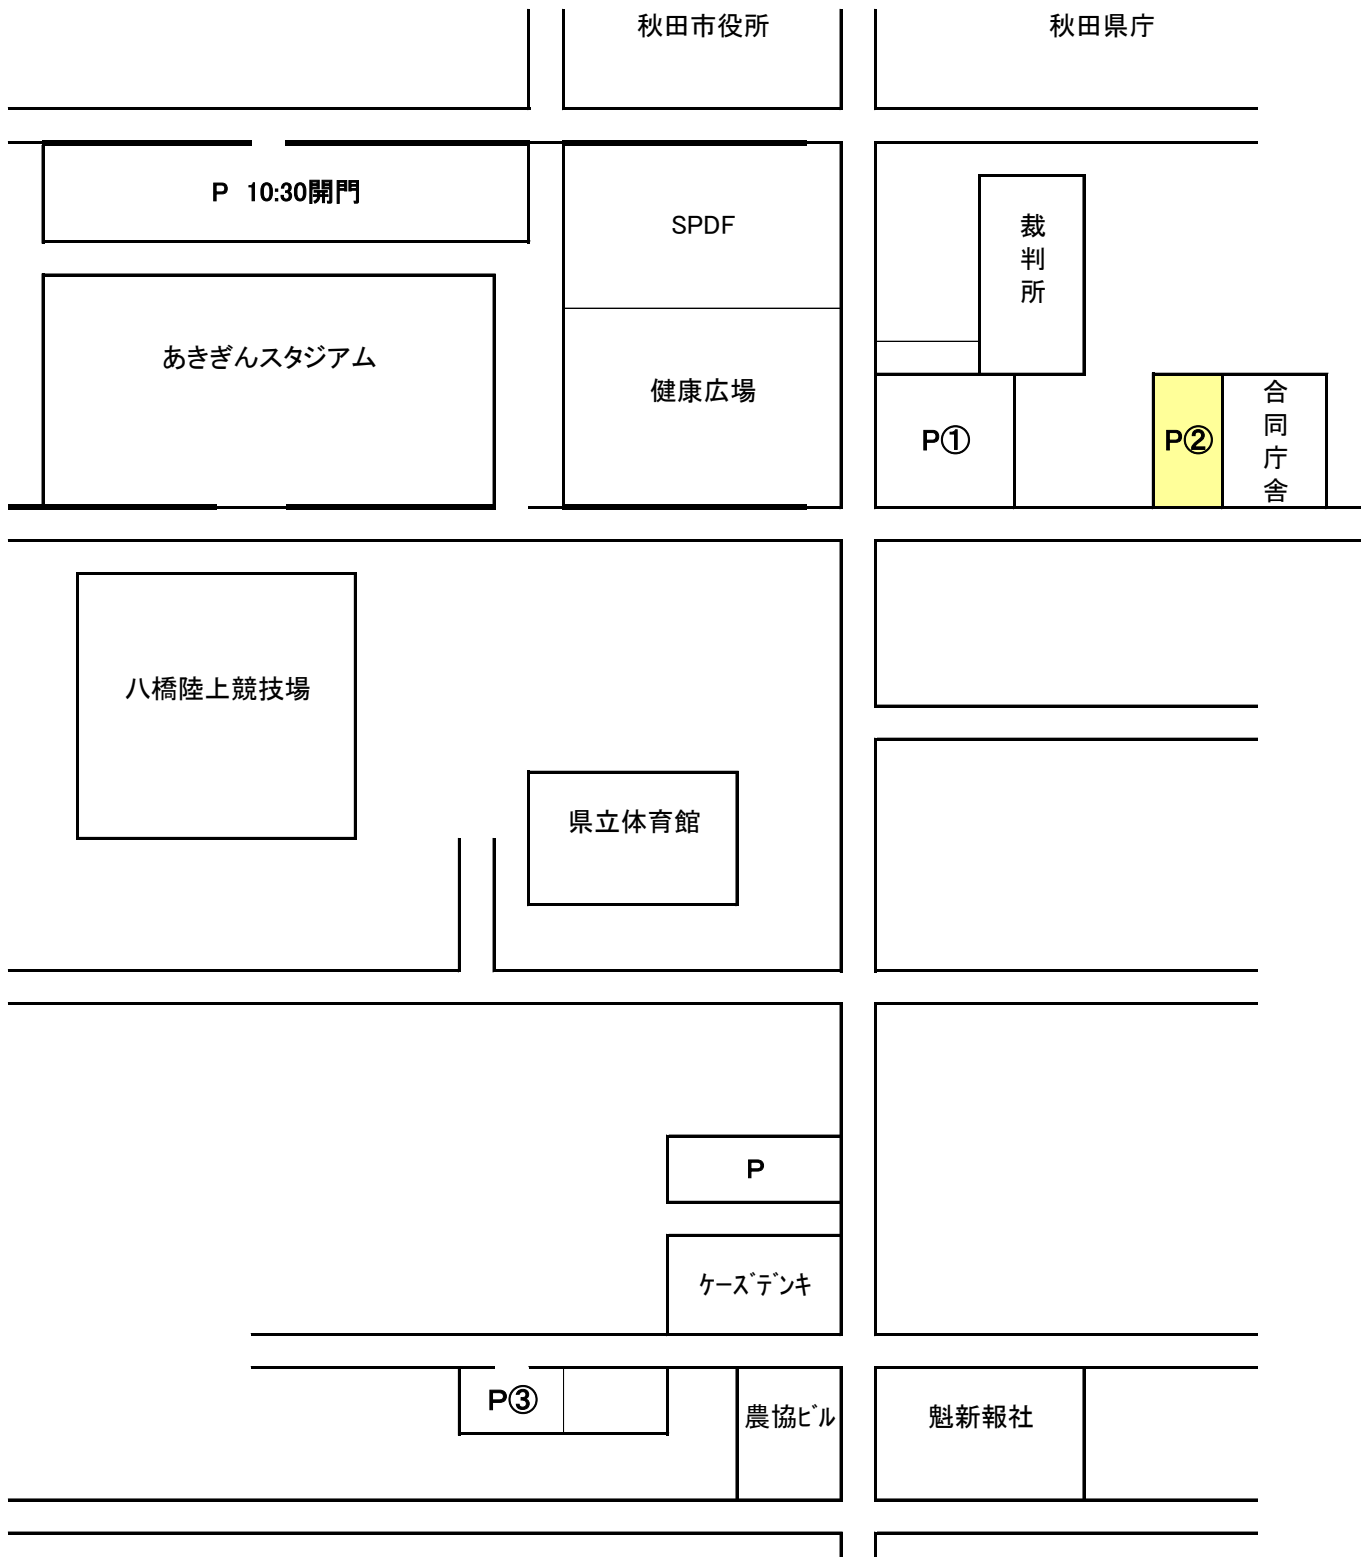 秋田市役所
秋田県庁
P 10:30開門
SPDF
裁判所
あきぎんスタジアム
健康広場
P①
P②
合同庁舎
八橋陸上競技場
県立体育館
P
ｹｰｽﾞﾃﾞﾝｷ
P③
農協ﾋﾞﾙ
魁新報社